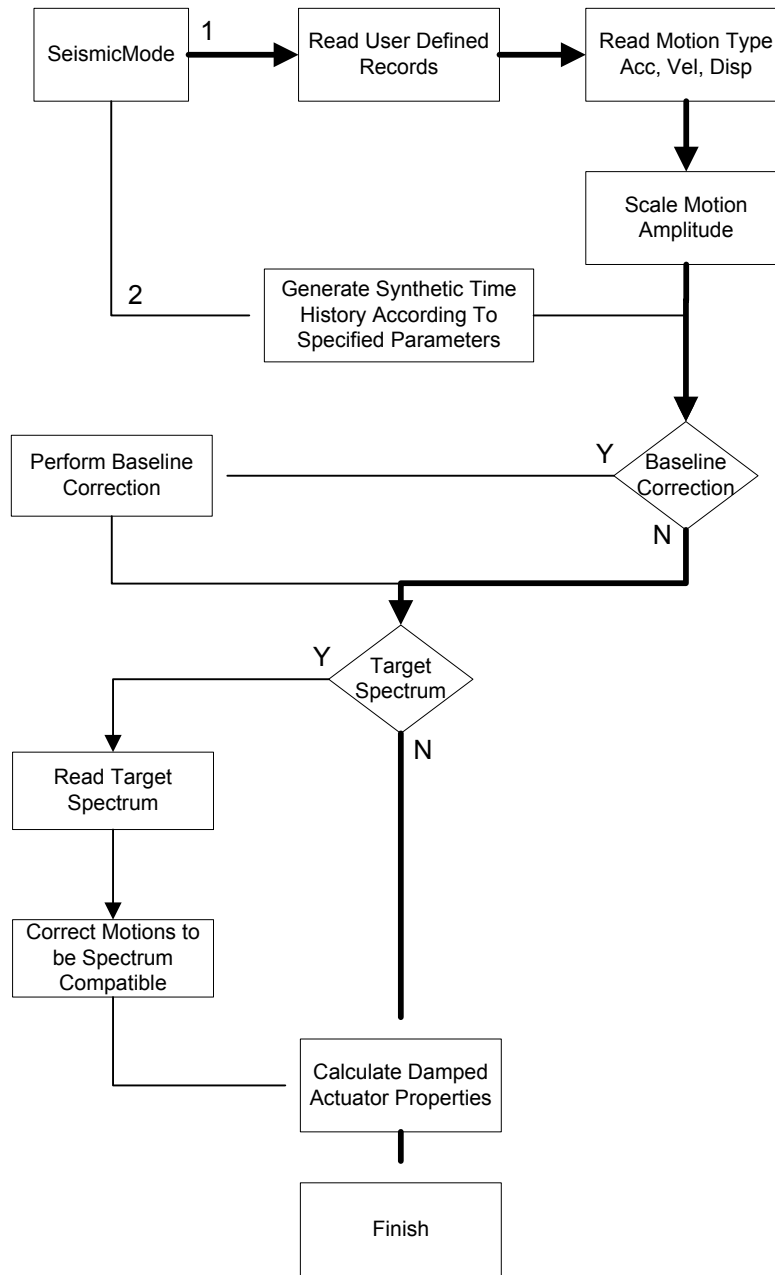 SeismicMode
1
Read User Defined
Records
Read Motion Type
Acc, Vel, Disp
Scale Motion
Amplitude
2
Generate Synthetic Time
History According To
Specified Parameters
Perform Baseline
Correction
Y
Baseline
Correction
N
Y
Target
Spectrum
N
Read Target
Spectrum
Correct Motions to
be Spectrum
Compatible
Calculate Damped
Actuator Properties
Finish